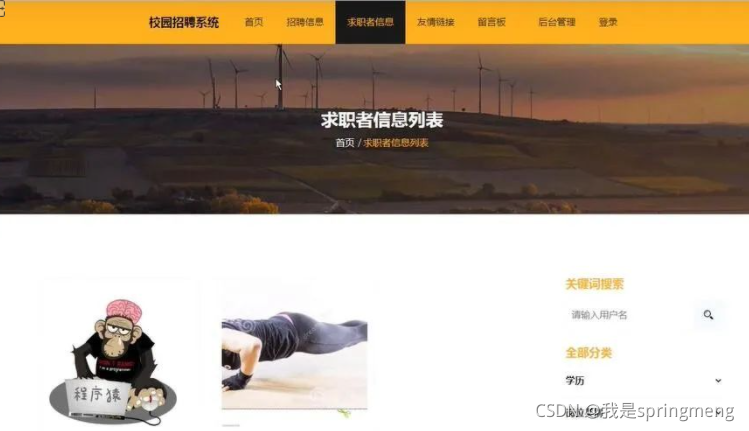 校园招聘系统 首页 招聘信息 求职者信息 友情链接 留言板 后台管理 登录
求职者信息列表
首页 / 求职者信息列表
关键词搜索
请输入用户名
全部分类
学历
程序猿
CSDN @我是springmeng